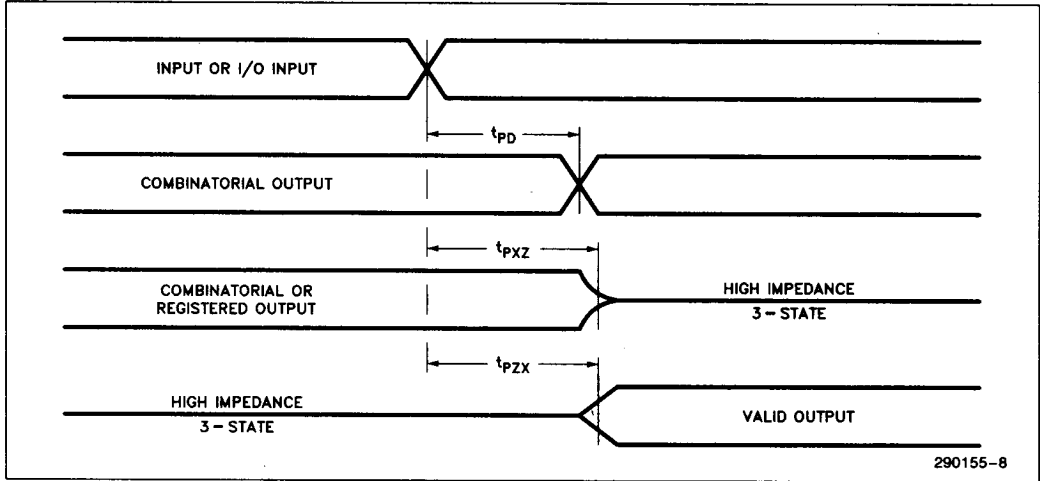 INPUT OR I/O INPUT
tPD
COMBINATORIAL OUTPUT
tPXZ
COMBINATORIAL OR
REGISTERED OUTPUT
HIGH IMPEDANCE
3-STATE
tPZX
HIGH IMPEDANCE
3-STATE
VALID OUTPUT
290155-8